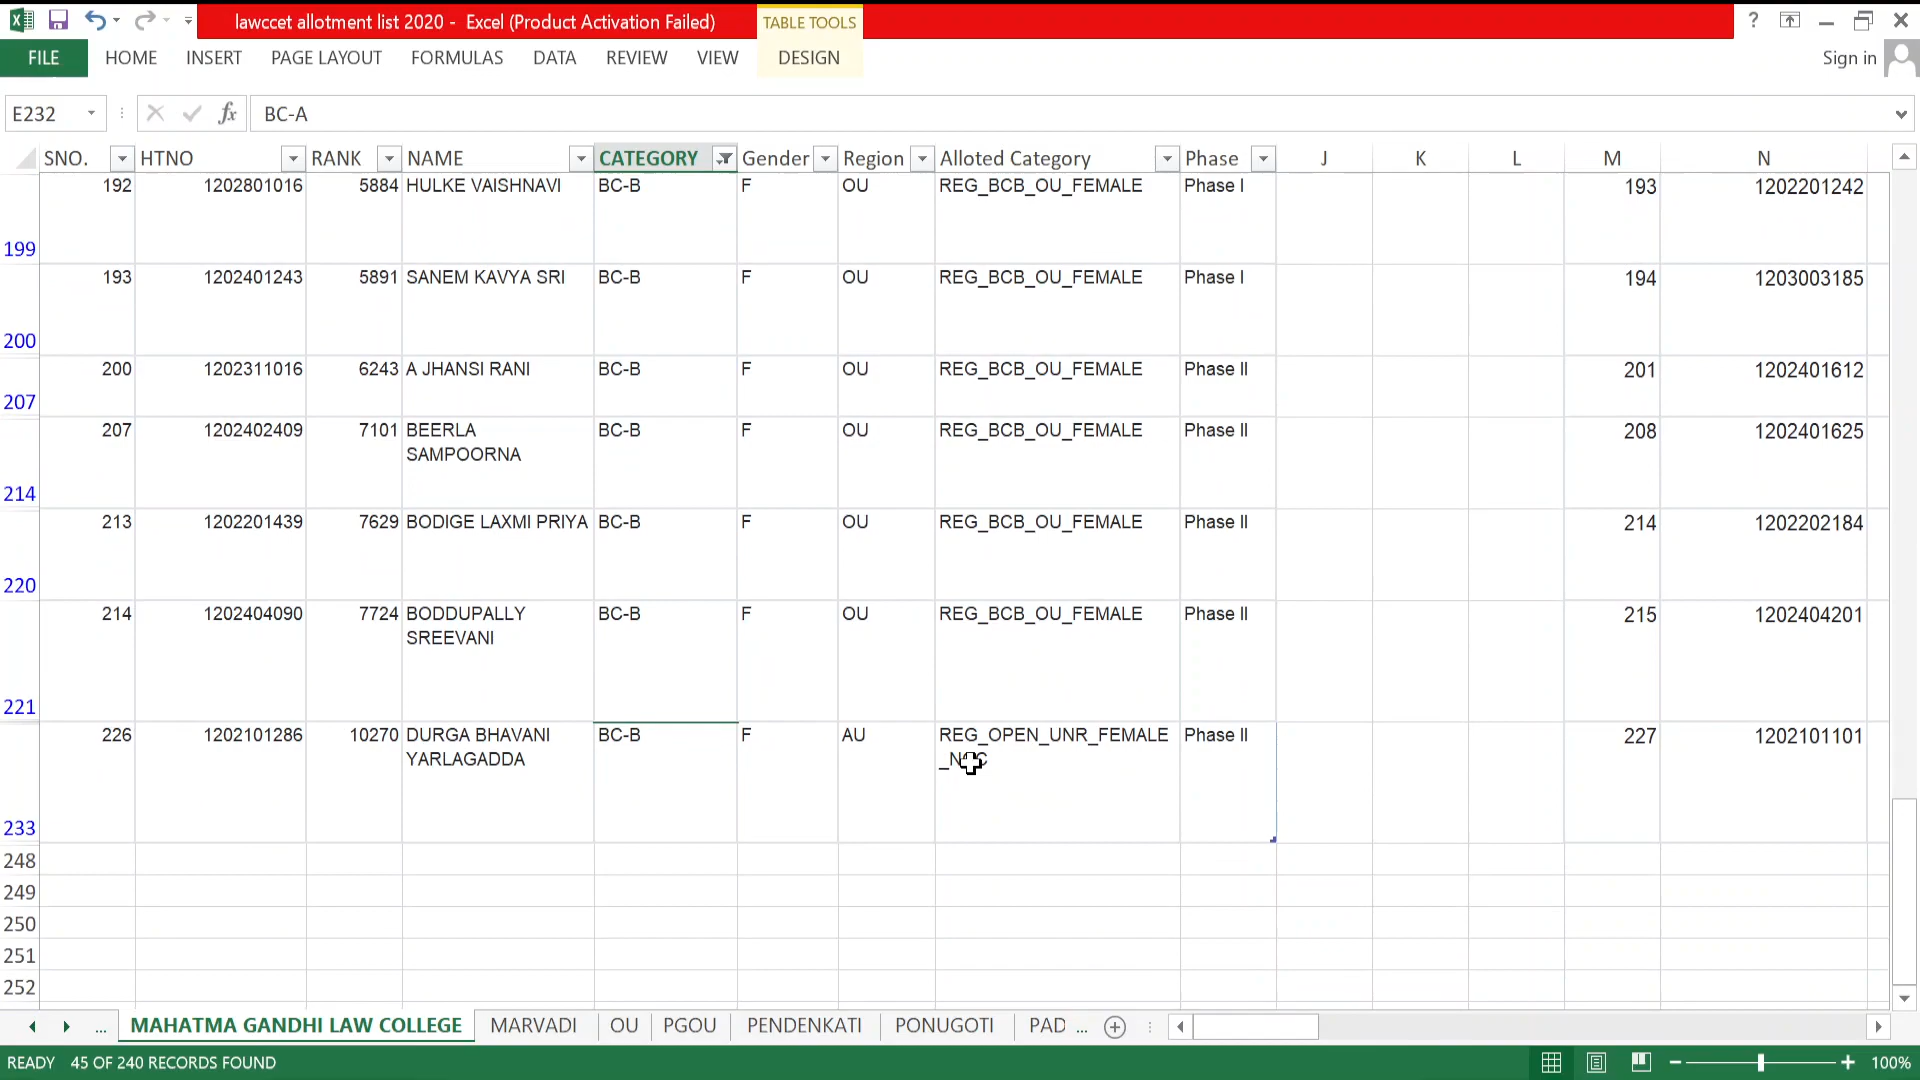 lawccet allotment list 2020 - Excel (Product Activation Failed)
TABLE TOOLS
?
FILE HOME INSERT PAGE LAYOUT FORMULAS DATA REVIEW VIEW DESIGN Sign in
E232 fx BC-A
SNO. HTNO RANK NAME CATEGORY Gender Region Alloted Category Phase J K L M N
192 1202801016 5884 HULKE VAISHNAVI BC-B F OU REG_BCB_OU_FEMALE Phase I 193 1202201242
199
193 1202401243 5891 SANEM KAVYA SRI BC-B F OU REG_BCB_OU_FEMALE Phase I 194 1203003185
200
200 1202311016 6243 A JHANSI RANI BC-B F OU REG_BCB_OU_FEMALE Phase II 201 1202401612
207
207 1202402409 7101 BEERLA BC-B F OU REG_BCB_OU_FEMALE Phase II 208 1202401625
SAMPOORNA
214
213 1202201439 7629 BODIGE LAXMI PRIYA BC-B F OU REG_BCB_OU_FEMALE Phase II 214 1202202184
220
214 1202404090 7724 BODDUPALLY BC-B F OU REG_BCB_OU_FEMALE Phase II 215 1202404201
SREEVANI
221
226 1202101286 10270 DURGA BHAVANI BC-B F AU REG_OPEN_UNR_FEMALE Phase II 227 1202101101
YARLAGADDA
233
248
249
250
251
252
... MAHATMA GANDHI LAW COLLEGE MARVADI OU PGOU PENDENKATI PONUGOTI PAD ...
READY 45 OF 240 RECORDS FOUND 100%